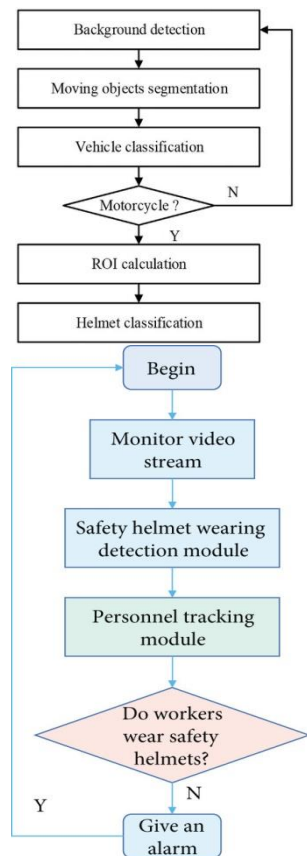 Background detection
Moving objects segmentation
Vehicle classification
Motorcycle ?
N
Y
ROI calculation
Helmet classification
Begin
Monitor video
stream
Safety helmet wearing
detection module
Personnel tracking
module
Do workers
wear safety
helmets?
Y
N
Give an
alarm